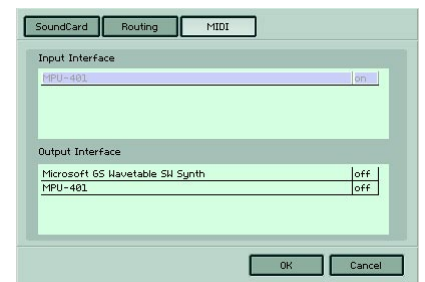 SoundCard Routing MIDI
Input Interface
MPU-401 on
Output Interface
Microsoft GS Wavetable SW Synth off
MPU-401 off
OK Cancel